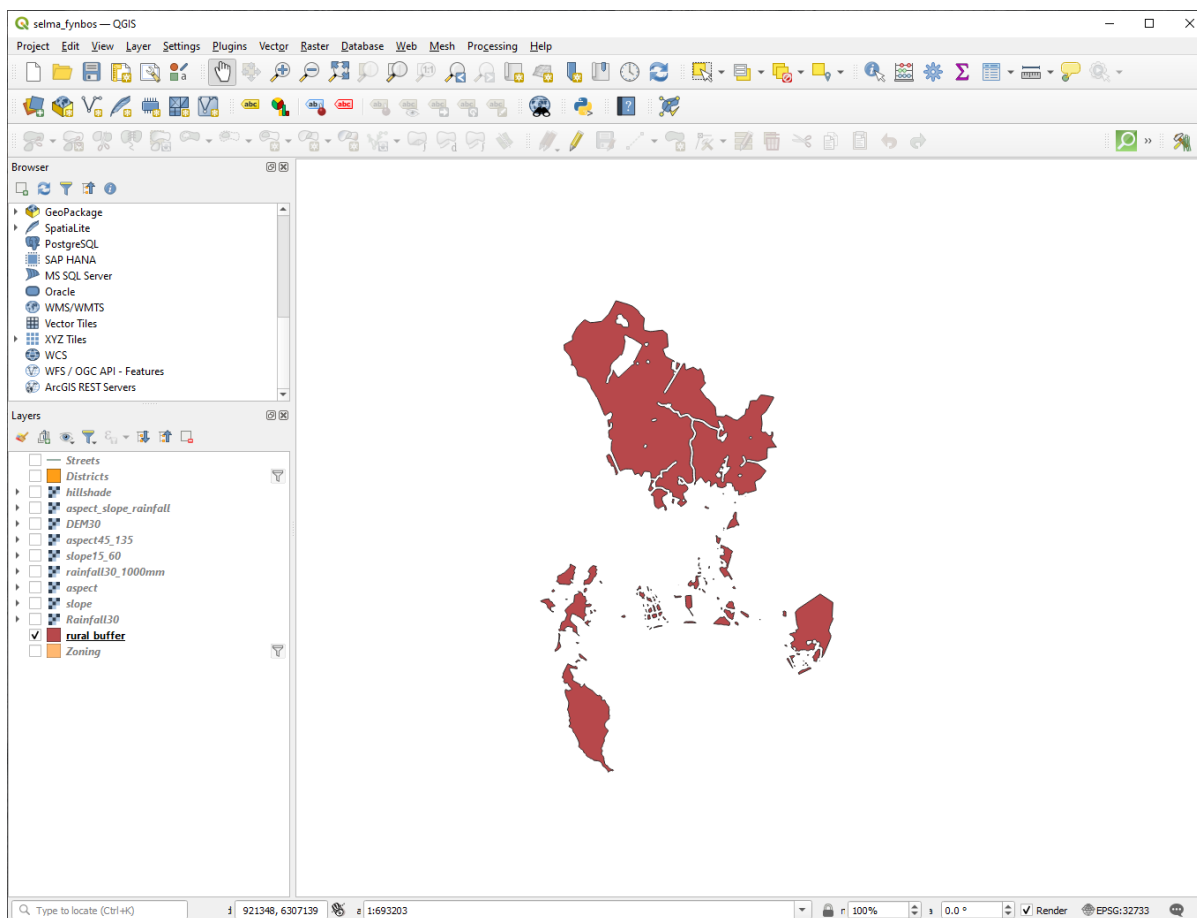 selma_fynbos — QGIS
Project Edit View Layer Settings Plugins Vector Raster Database Web Mesh Processing Help
abc abc abc
Browser
GeoPackage
SpatiaLite
PostgreSQL
SAP HANA
MS SQL Server
Oracle
WMS/WMTS
Vector Tiles
XYZ Tiles
WCS
WFS / OGC API - Features
ArcGIS REST Servers
Layers
Streets
Districts
hillshade
aspect_slope_rainfall
DEM30
aspect45_135
slope15_60
rainfall30_1000mm
aspect
slope
Rainfall30
rural buffer
Zoning
Type to locate (Ctrl+K) 921348, 6307139 1:693203 100% 0.0 ° Render EPSG:32733